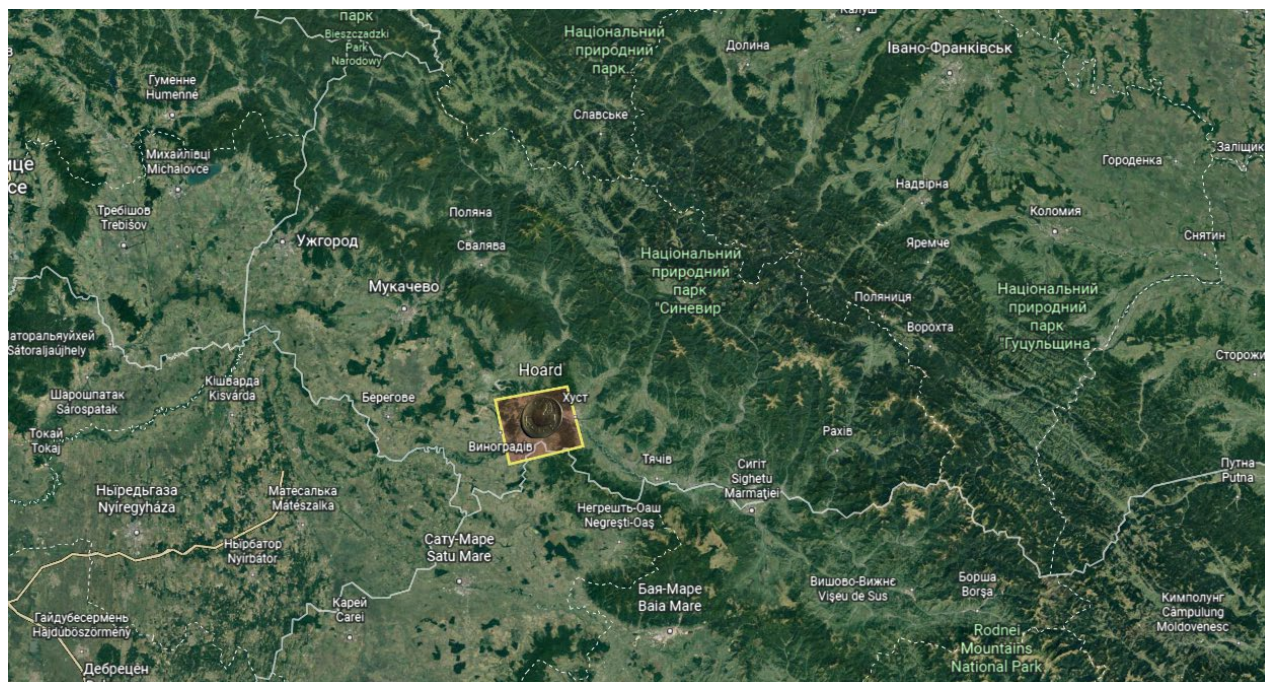 парк
Bieszczadzki
Park
Narodowy
Національний
природний
парк...
Долина
Калуш
Івано-Франківськ
Гуменне
Humenné
Славське
Михайлівці
Michalovce
Заліщик
Городенка
Надвірна
Требішов
Trebišov
Поляна
Коломия
Ужгород
Свалява
Яремче
Снятин
Національний
природний
парк
"Синевир"
Мукачево
Поляниця
Національний
природний
парк
"Гуцульщина"
Ворохта
аторальяуйхей
Sátoraljaújhely
Сторожи
Hoard
Кішварда
Kisvárda
Шарошпатак
Sárospatak
Берегове
Хуст
Токай
Tokaj
Виноградів
Рахів
Тячів
Сигіт
Sighetu
Marmației
Путна
Putna
Ньїредьгаза
Nyíregyháza
Матесалька
Mátészalka
Негрешть-Оаш
Negrești-Oaș
Ньїрбатор
Nyírbátor
Сату-Маре
Satu Mare
Бая-Маре
Baia Mare
Вишово-Вижнє
Vișeu de Sus
Борша
Borșa
Карей
Carei
Гайдубесермень
Hajdúböszörmény
Кимполунг
Câmpulung
Moldovenesc
Rodnei
Mountains
National Park
Дебрецен